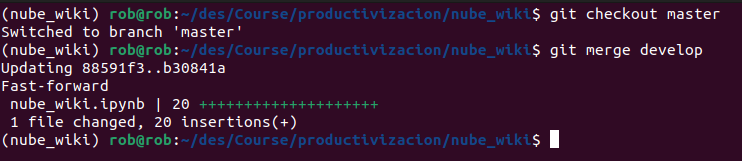 (nube_wiki) rob@rob:~/des/Course/productivizacion/nube_wiki$ git checkout master
Switched to branch 'master'
(nube_wiki) rob@rob:~/des/Course/productivizacion/nube_wiki$ git merge develop
Updating 88591f3..b30841a
Fast-forward
 nube_wiki.ipynb | 20 ++++++++++++++++++++
 1 file changed, 20 insertions(+)
(nube_wiki) rob@rob:~/des/Course/productivizacion/nube_wiki$